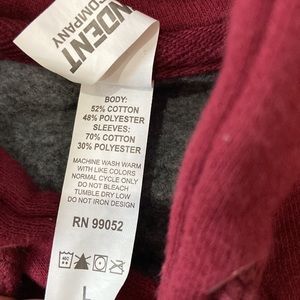 NDENT
COMPANY
BODY:
52% COTTON
48% POLYESTER
SLEEVES:
70% COTTON
30% POLYESTER
MACHINE WASH WARM
WITH LIKE COLORS
NORMAL CYCLE ONLY
DO NOT BLEACH
TUMBLE DRY LOW
DO NOT IRON DESIGN
RN 99052
L